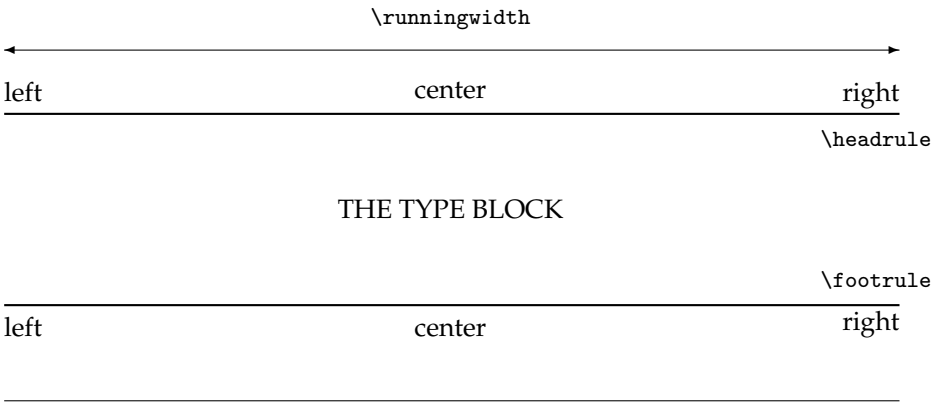 \runningwidth
left center right
\headrule
THE TYPE BLOCK
\footrule
left center right